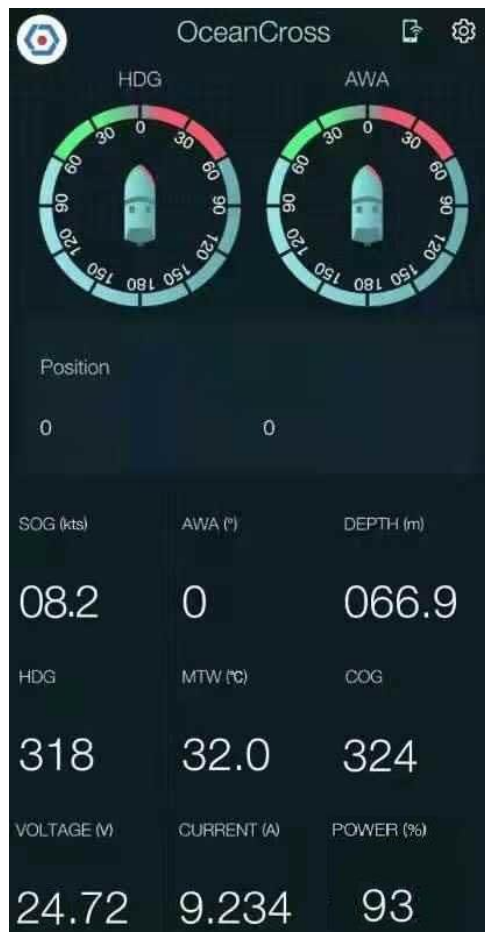 OceanCross
HDG AWA
0 30 60 90 120 150 180 150 120 90 60 30
0 30 60 90 120 150 180 150 120 90 60 30
Position
0 0
SOG (kts) AWA (°) DEPTH (m)
08.2 0 066.9
HDG MTW (℃) COG
318 32.0 324
VOLTAGE (V) CURRENT (A) POWER (%)
24.72 9.234 93